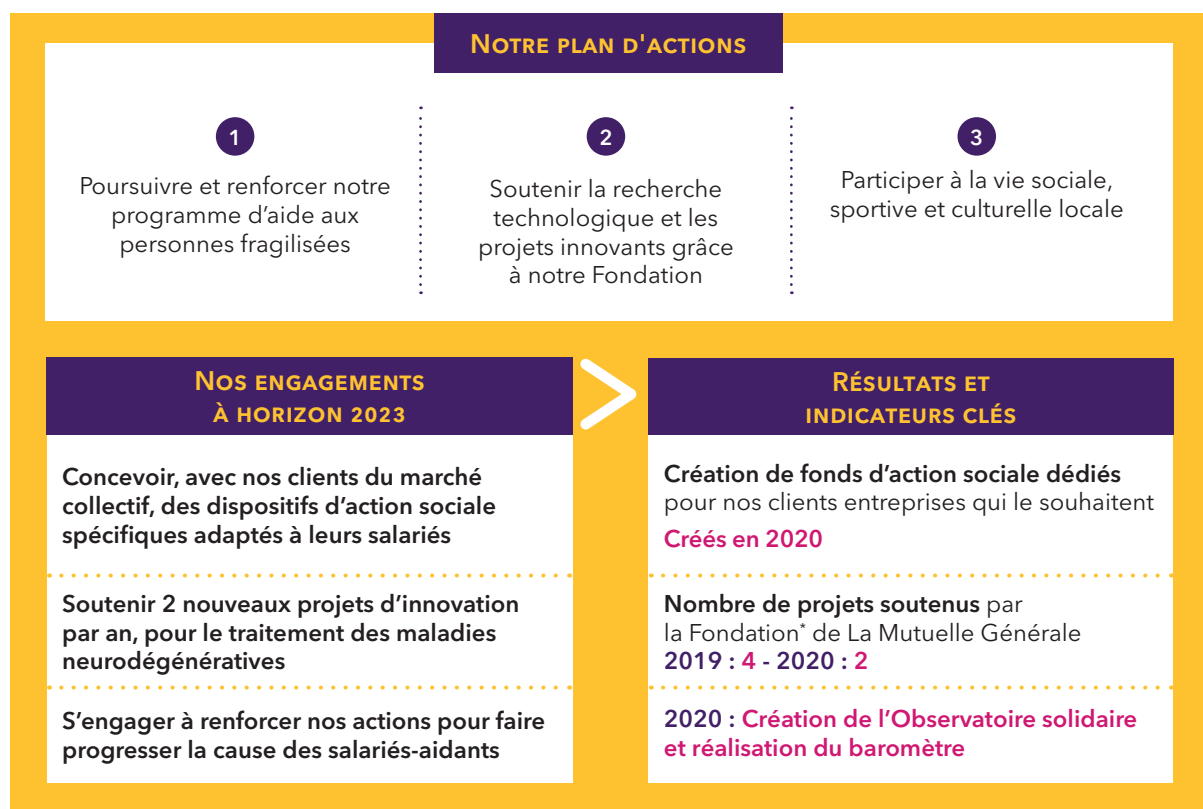 NOTRE PLAN D'ACTIONS
1
Poursuivre et renforcer notre
programme d’aide aux
personnes fragilisées
2
Soutenir la recherche
technologique et les
projets innovants grâce
à notre Fondation
3
Participer à la vie sociale,
sportive et culturelle locale
NOS ENGAGEMENTS
À HORIZON 2023
Concevoir, avec nos clients du marché
collectif, des dispositifs d’action sociale
spécifiques adaptés à leurs salariés
Soutenir 2 nouveaux projets d’innovation
par an, pour le traitement des maladies
neurodégénératives
S’engager à renforcer nos actions pour faire
progresser la cause des salariés-aidants
RÉSULTATS ET
INDICATEURS CLÉS
Création de fonds d’action sociale dédiés
pour nos clients entreprises qui le souhaitent
Créés en 2020
Nombre de projets soutenus par
la Fondation* de La Mutuelle Générale
2019 : 4 - 2020 : 2
2020 : Création de l’Observatoire solidaire
et réalisation du baromètre